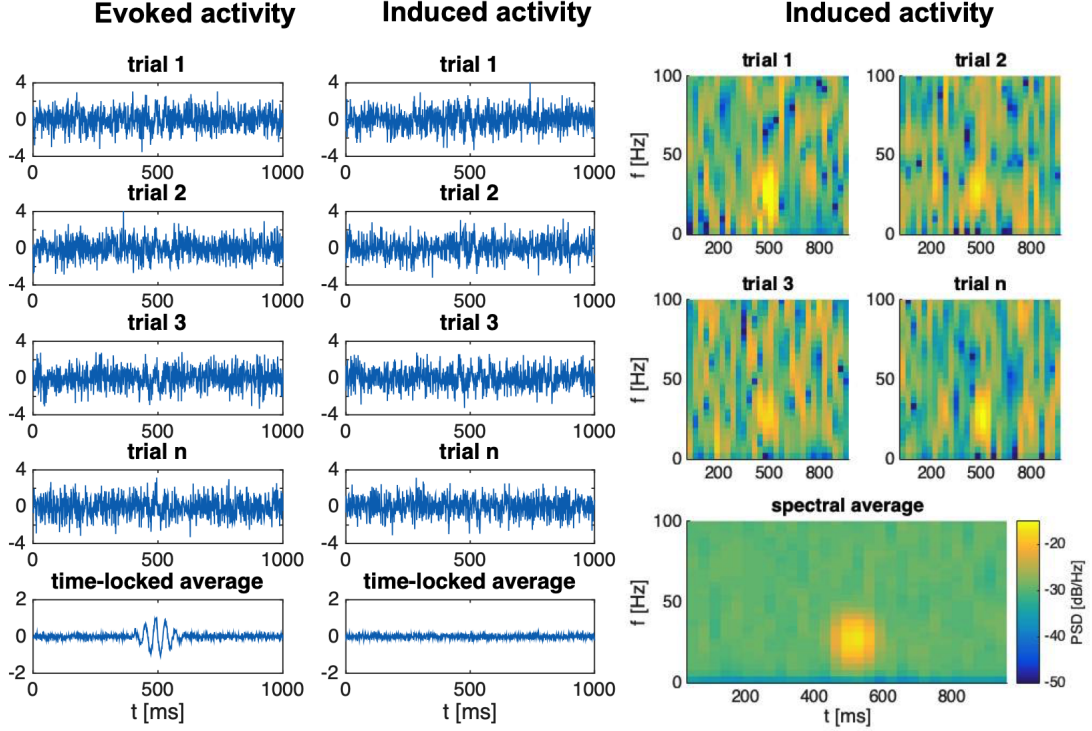 Evoked activity
trial 1
4
0
-4
0 500 1000
trial 2
4
0
-4
0 500 1000
trial 3
4
0
-4
0 500 1000
trial n
4
0
-4
0 500 1000
time-locked average
2
0
-2
0 500 1000
t [ms]
Induced activity
trial 1
4
0
-4
0 500 1000
trial 2
4
0
-4
0 500 1000
trial 3
4
0
-4
0 500 1000
trial n
4
0
-4
0 500 1000
time-locked average
2
0
-2
0 500 1000
t [ms]
Induced activity
trial 1
100
50
0
f [Hz]
200 500 800
trial 2
100
50
0
200 500 800
trial 3
100
50
0
f [Hz]
200 500 800
trial n
100
50
0
200 500 800
spectral average
100
50
0
f [Hz]
200 400 600 800
t [ms]
-20
-30
-40
-50
PSD [dB/Hz]